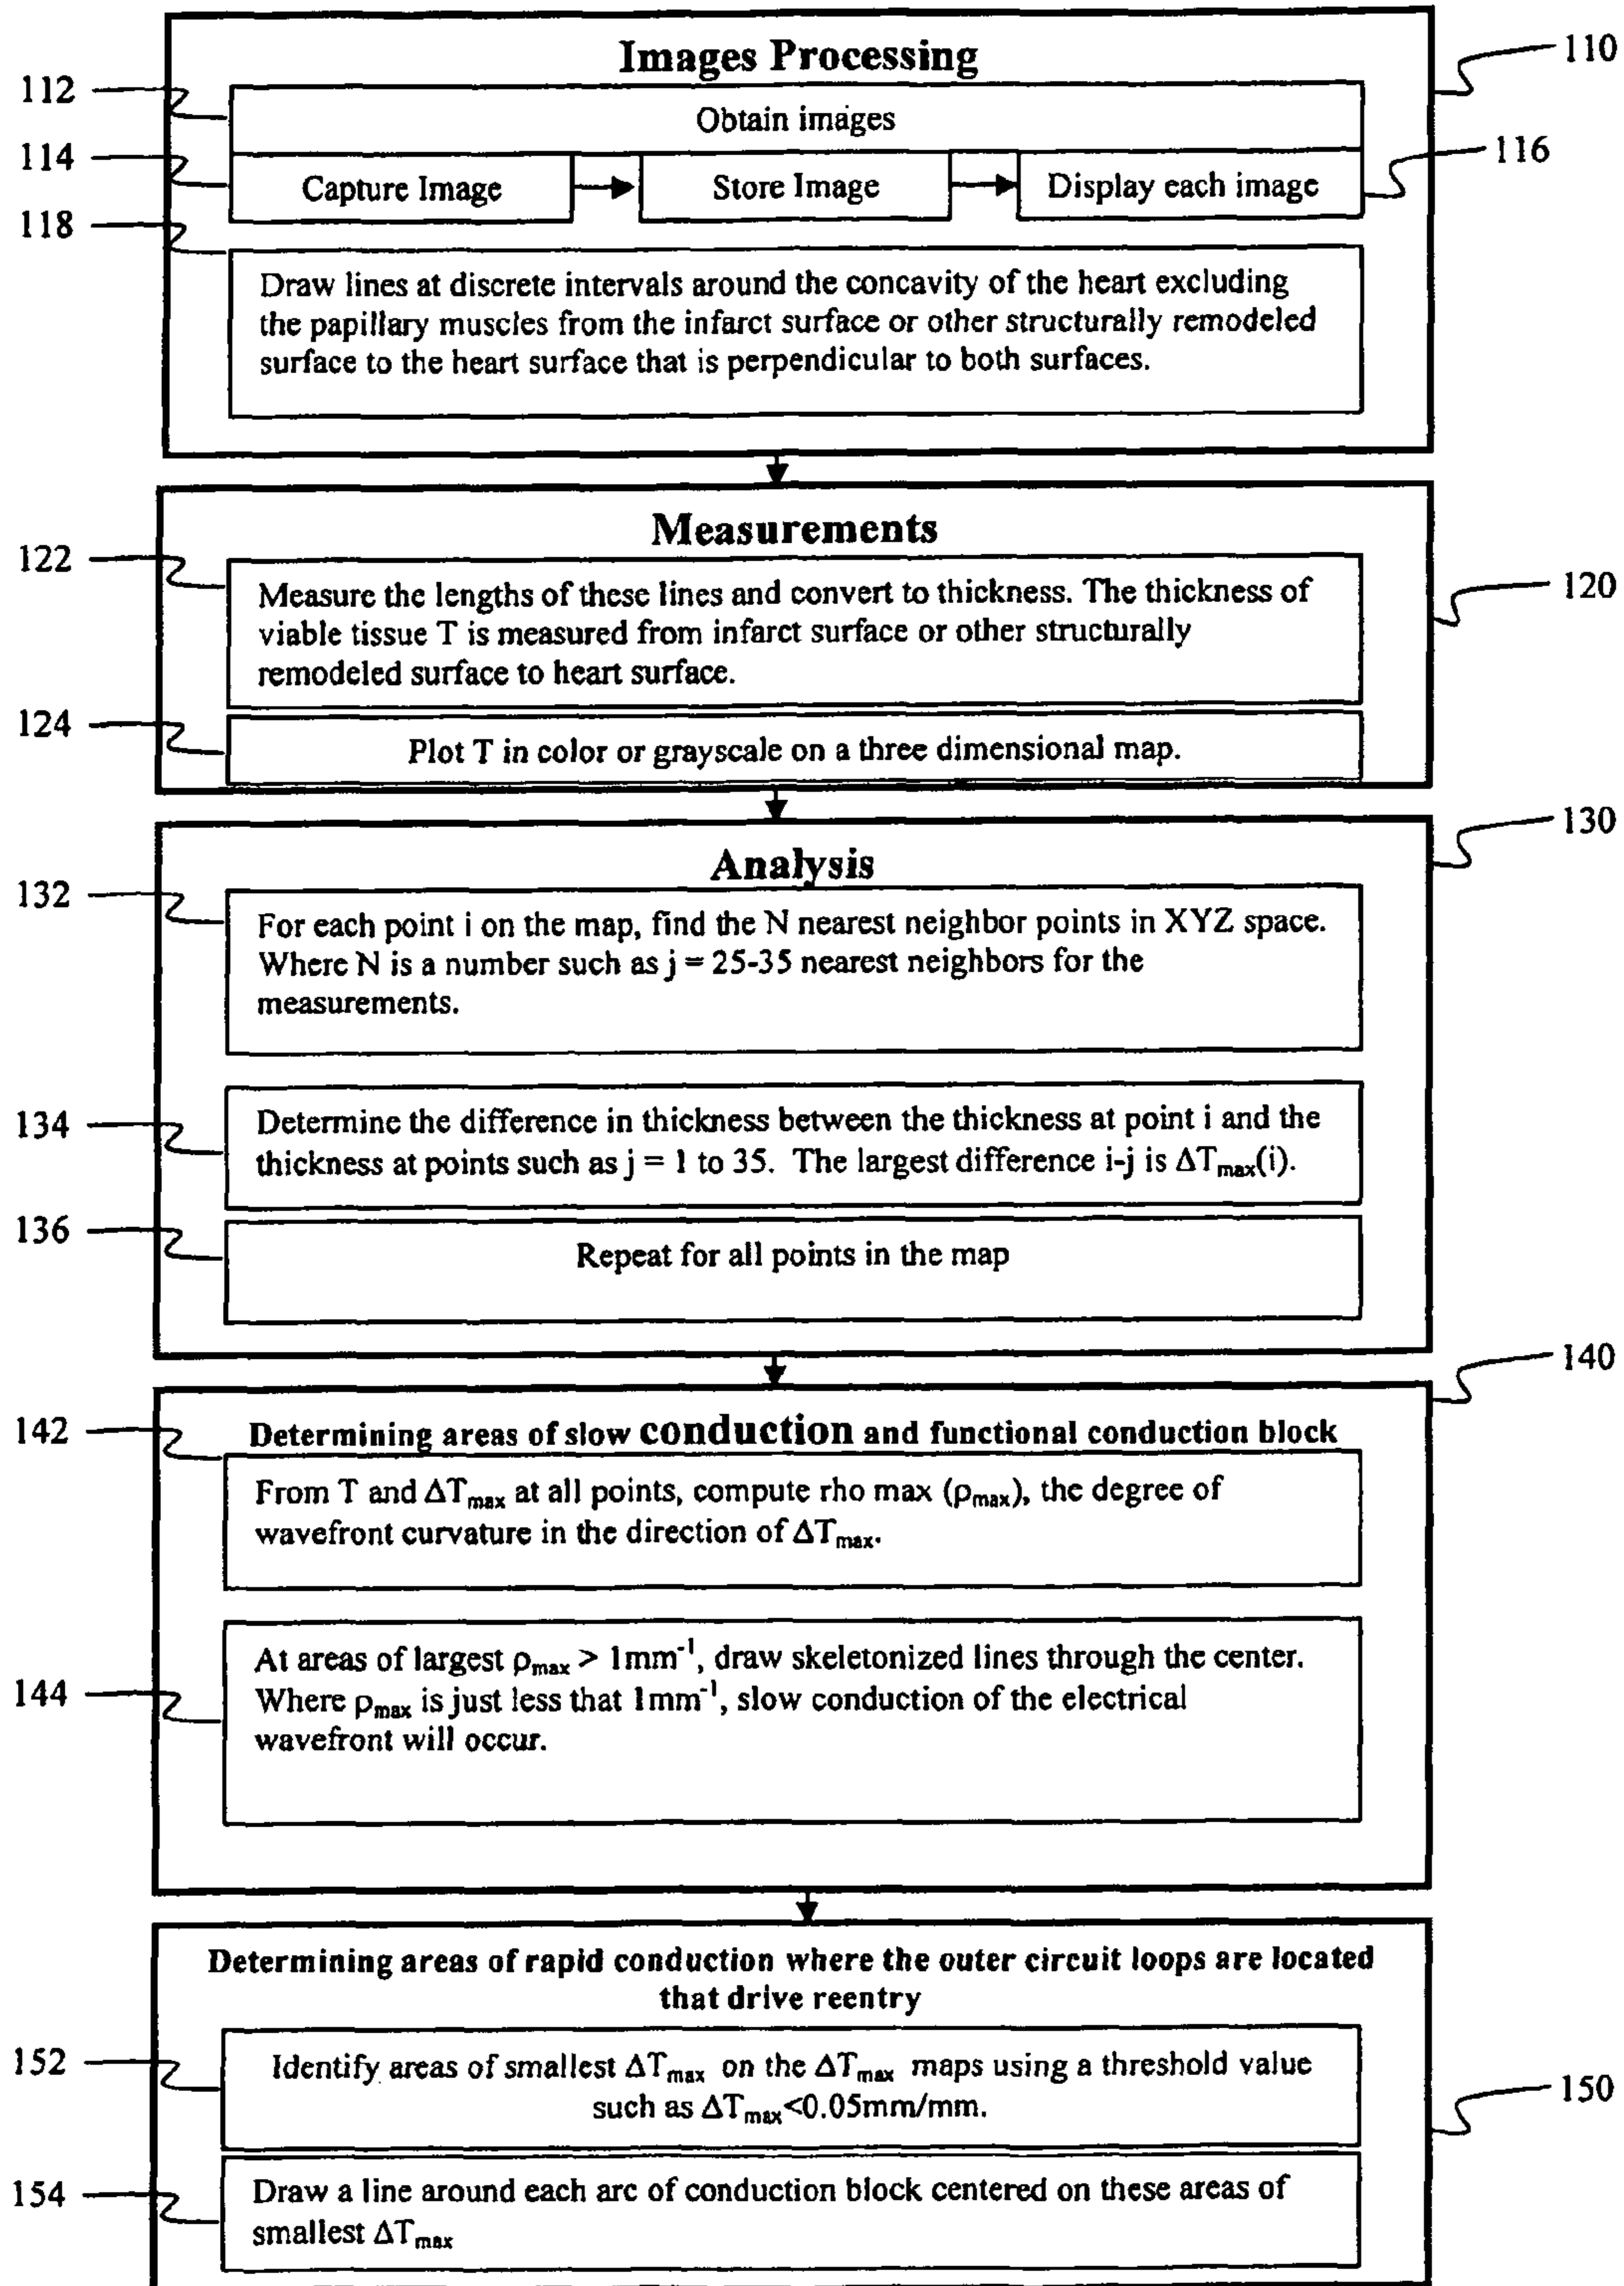 Images Processing
110
112
Obtain images
114
116
Capture Image
Store Image
Display each image
118
Draw lines at discrete intervals around the concavity of the heart excluding
the papillary muscles from the infarct surface or other structurally remodeled
surface to the heart surface that is perpendicular to both surfaces.
Measurements
122
120
Measure the lengths of these lines and convert to thickness. The thickness of
viable tissue T is measured from infarct surface or other structurally
remodeled surface to heart surface.
124
Plot T in color or grayscale on a three dimensional map.
130
Analysis
132
For each point i on the map, find the N nearest neighbor points in XYZ space.
Where N is a number such as j = 25-35 nearest neighbors for the
measurements.
134
Determine the difference in thickness between the thickness at point i and the
thickness at points such as j = 1 to 35. The largest difference i-j is ΔTmax(i).
136
Repeat for all points in the map
140
142
Determining areas of slow conduction and functional conduction block
From T and ΔTmax at all points, compute rho max (ρmax), the degree of
wavefront curvature in the direction of ΔTmax.
144
At areas of largest ρmax > 1mm⁻¹, draw skeletonized lines through the center.
Where ρmax is just less that 1mm⁻¹, slow conduction of the electrical
wavefront will occur.
Determining areas of rapid conduction where the outer circuit loops are located
that drive reentry
152
150
Identify areas of smallest ΔTmax on the ΔTmax maps using a threshold value
such as ΔTmax<0.05mm/mm.
154
Draw a line around each arc of conduction block centered on these areas of
smallest ΔTmax